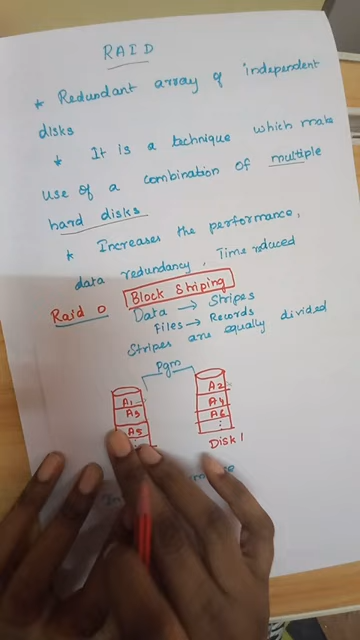 RAID
* Redundant array of independent
disks
* It is a technique which make
use of a combination of multiple
hard disks
* Increases the performance,
data redundancy, Time reduced
Raid 0 Block Striping
Data → Stripes
Files → Records
Stripes are equally divided
Pgm
A1 A2
A3 A4
A5 A6
: :
Disk 1